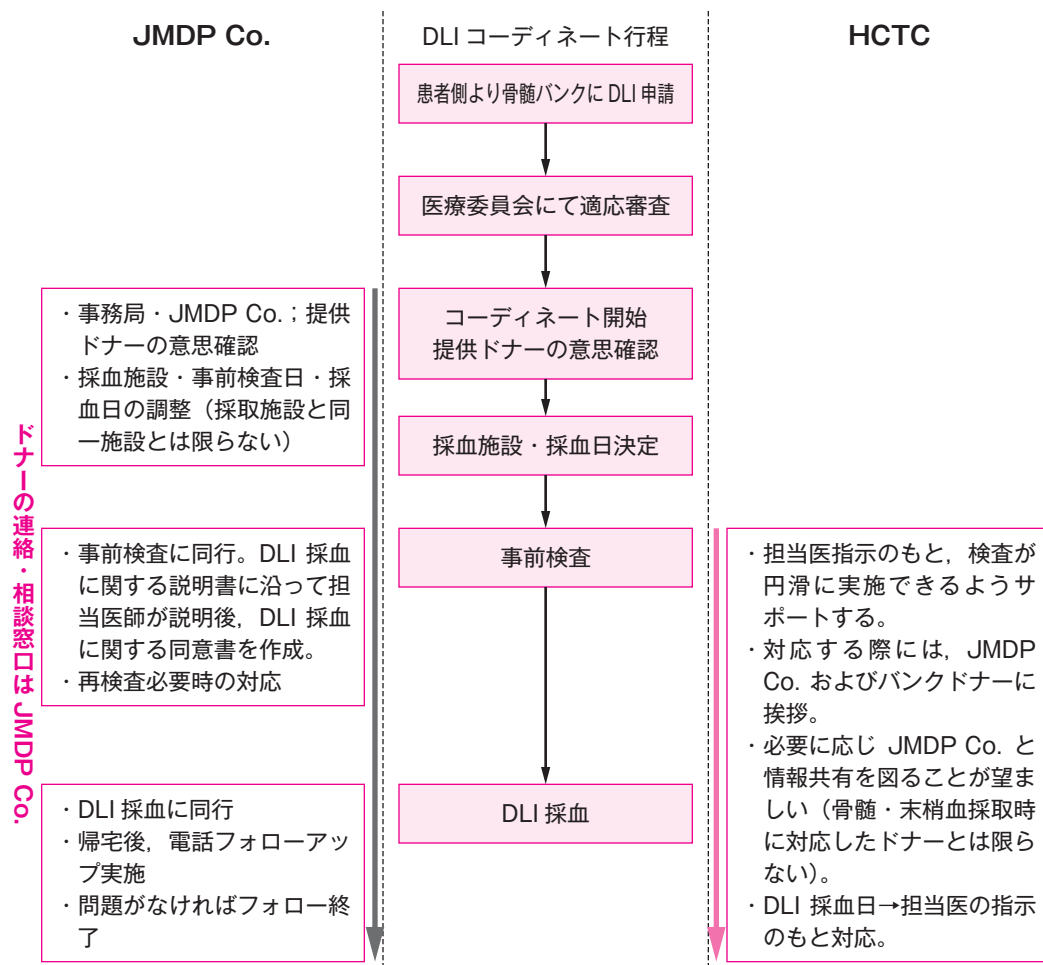 JMDP Co.
DLI コーディネート行程
HCTC
患者側より骨髄バンクに DLI 申請
医療委員会にて適応審査
コーディネート開始
提供ドナーの意思確認
採血施設・採血日決定
事前検査
DLI 採血
ドナーの連絡・相談窓口は JMDP Co.
・事務局・JMDP Co.；提供
ドナーの意思確認
・採血施設・事前検査日・採
血日の調整（採取施設と同
一施設とは限らない）
・事前検査に同行。DLI 採血
に関する説明書に沿って担
当医師が説明後，DLI 採血
に関する同意書を作成。
・再検査必要時の対応
・DLI 採血に同行
・帰宅後，電話フォローアッ
プ実施
・問題がなければフォロー終
了
・担当医指示のもと，検査が
円滑に実施できるようサ
ポートする。
・対応する際には，JMDP
Co. およびバンクドナーに
挨拶。
・必要に応じ JMDP Co. と
情報共有を図ることが望ま
しい（骨髄・末梢血採取時
に対応したドナーとは限ら
ない）。
・DLI 採血日→担当医の指示
のもと対応。